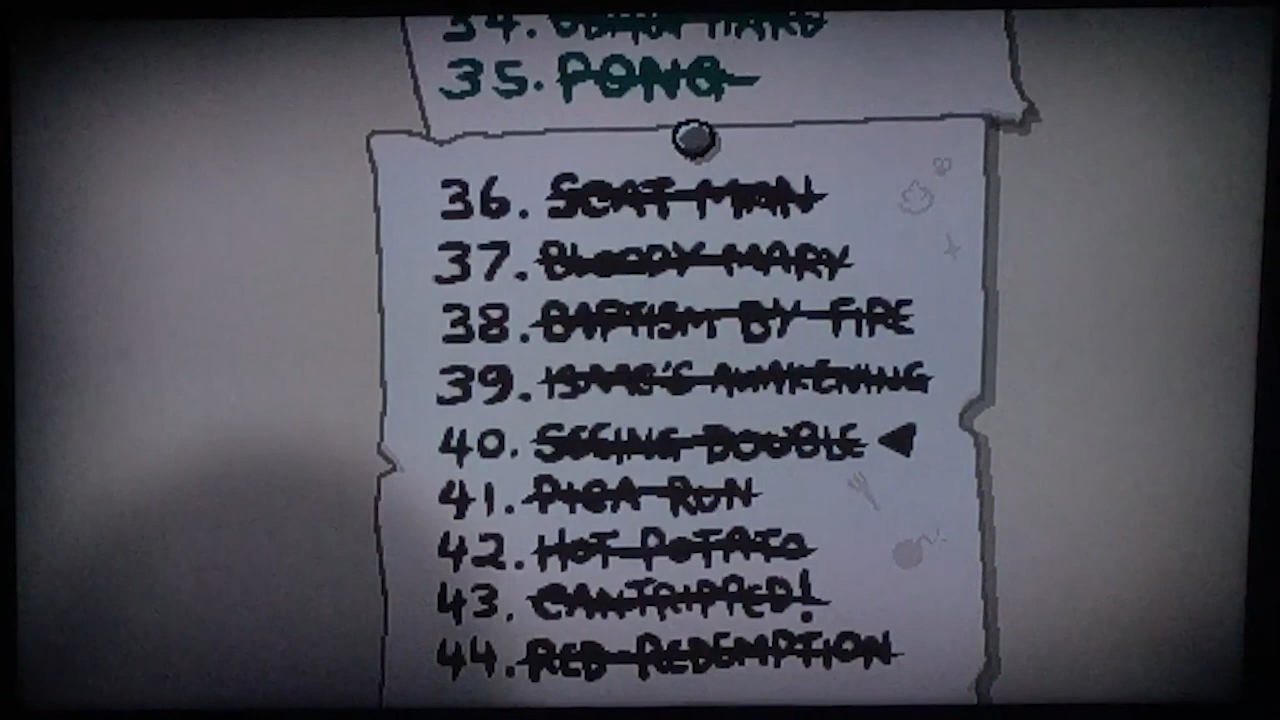 34. HARD
35. PONG
36. SCAT MAN
37. BLOODY MARY
38. BAPTISM BY FIRE
39. ISAAC'S AWAKENING
40. SEEING DOUBLE
41. PICA RUN
42. HOT POTATO
43. CANTRIPPED!
44. RED REDEMPTION